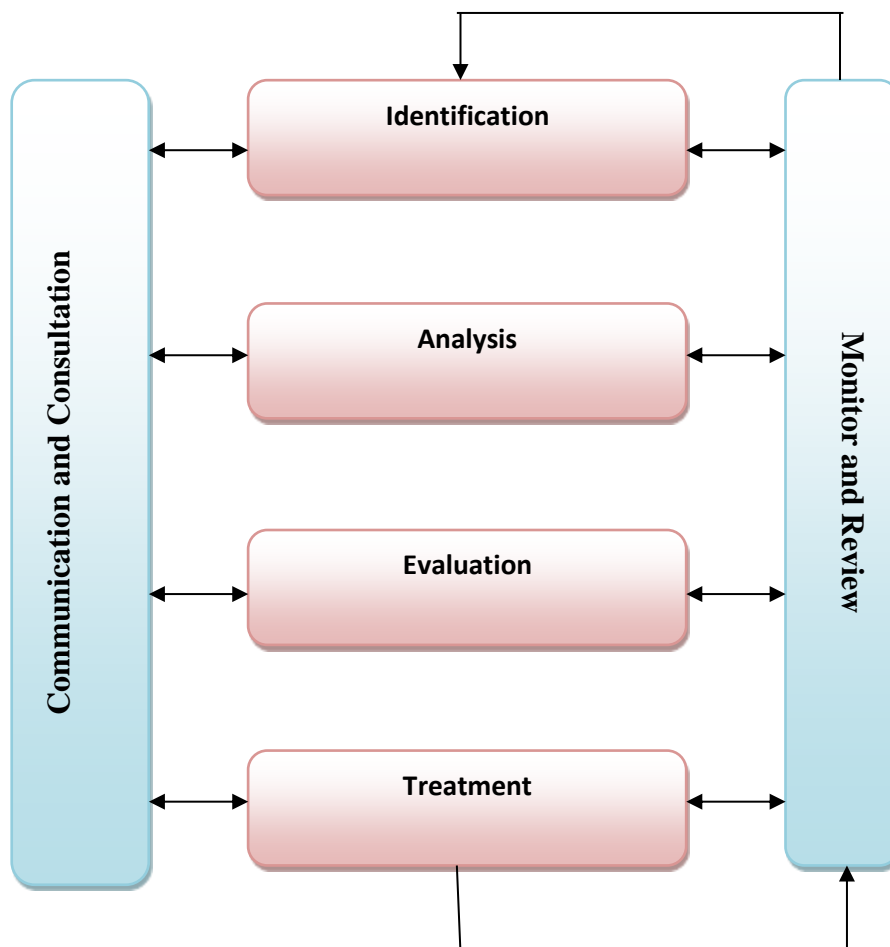 Identification
Communication and Consultation
Analysis
Monitor and Review
Evaluation
Treatment